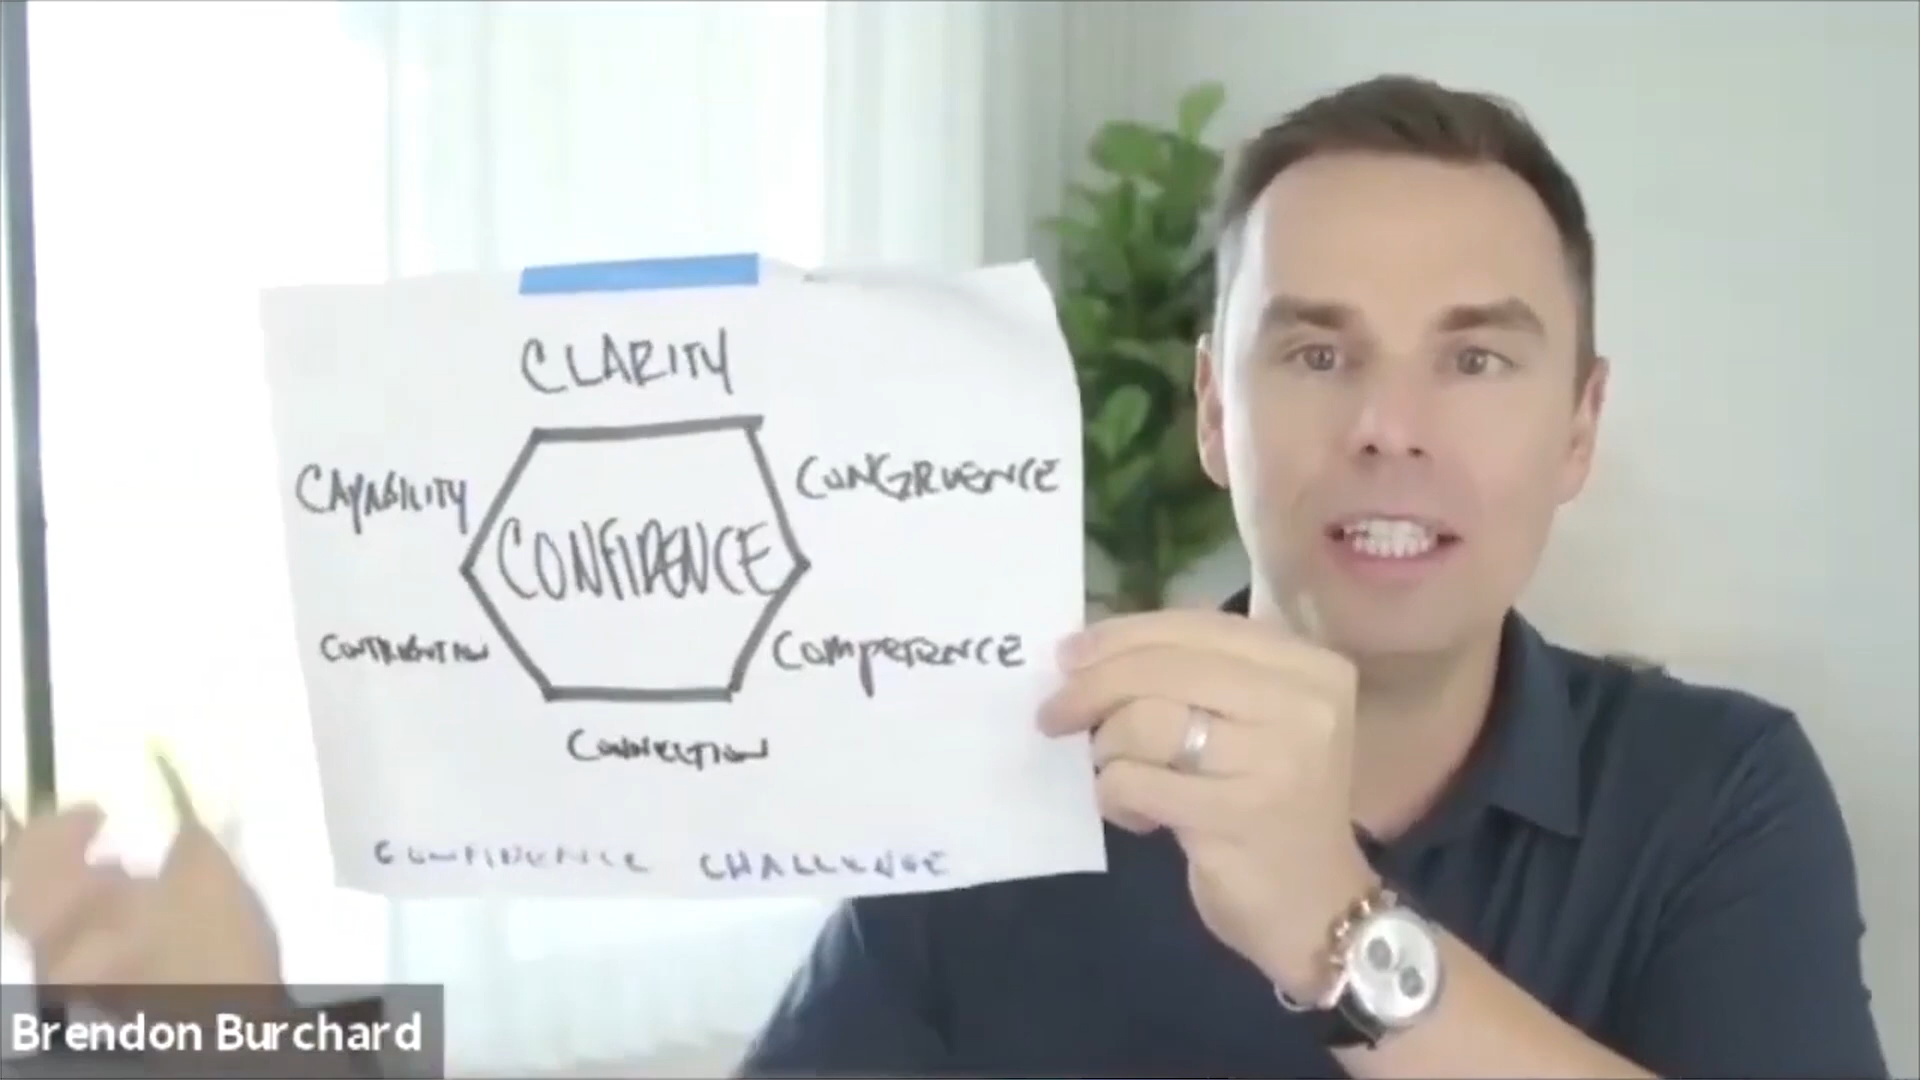 CLARITY
CAPABILITY
CONGRUENCE
CONFIDENCE
CONTRIBUTION
COMPETENCE
CONNECTION
CONFIDENCE CHALLENGE
Brendon Burchard